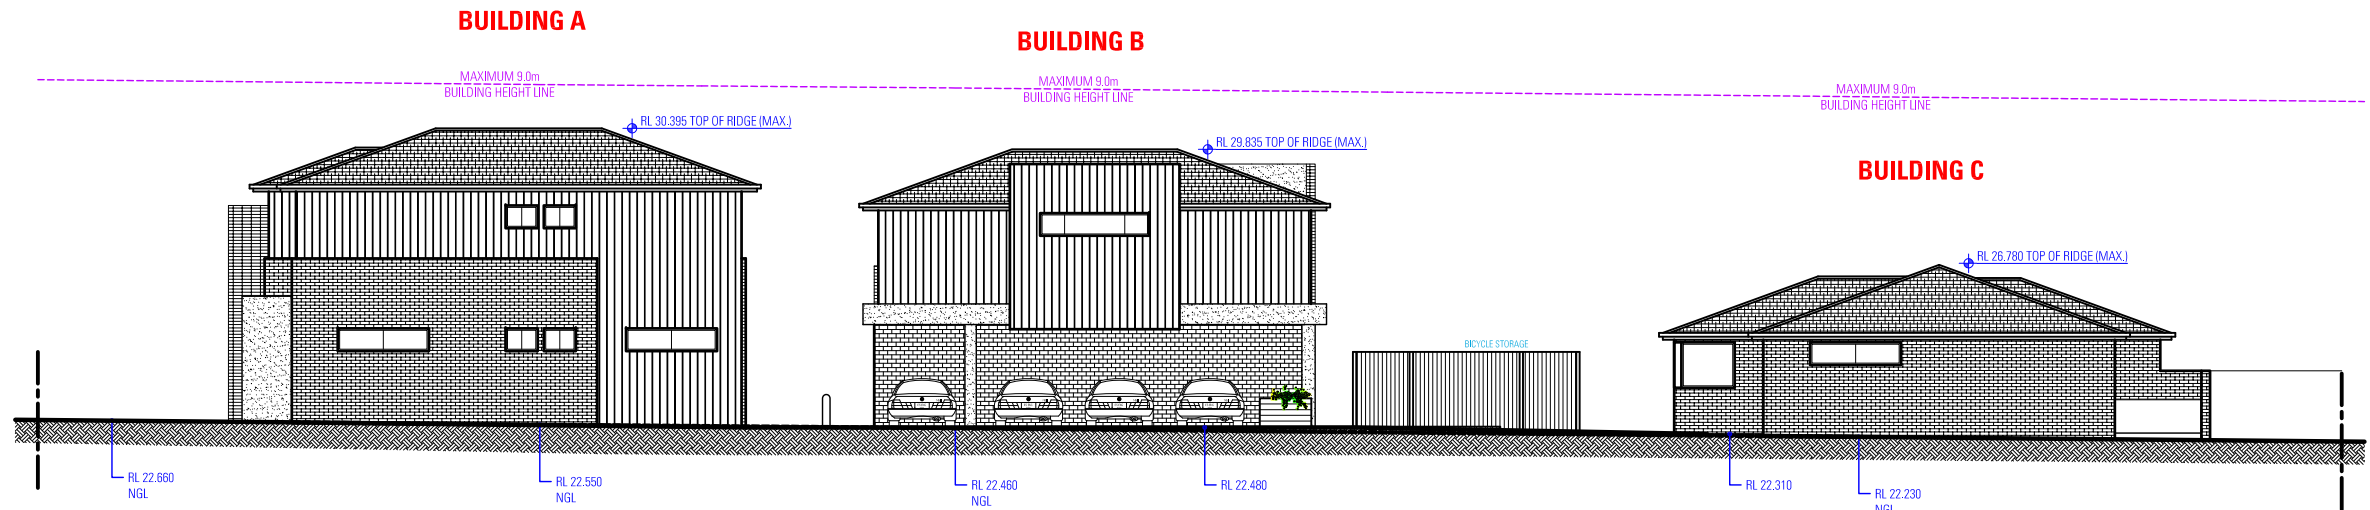 BUILDING A
BUILDING B
MAXIMUM 9.0m
BUILDING HEIGHT LINE
MAXIMUM 9.0m
BUILDING HEIGHT LINE
MAXIMUM 9.0m
BUILDING HEIGHT LINE
RL 30.395 TOP OF RIDGE (MAX.)
RL 29.835 TOP OF RIDGE (MAX.)
BUILDING C
RL 26.780 TOP OF RIDGE (MAX.)
BICYCLE STORAGE
RL 22.660
NGL
RL 22.550
NGL
RL 22.460
NGL
RL 22.480
RL 22.310
RL 22.230
NGL